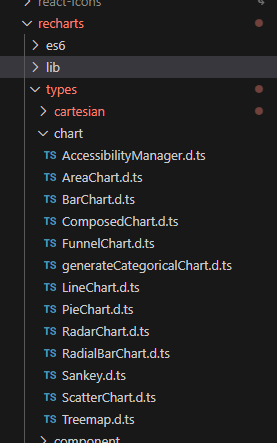 react-icons
recharts
es6
lib
types
cartesian
chart
TS AccessibilityManager.d.ts
TS AreaChart.d.ts
TS BarChart.d.ts
TS ComposedChart.d.ts
TS FunnelChart.d.ts
TS generateCategoricalChart.d.ts
TS LineChart.d.ts
TS PieChart.d.ts
TS RadarChart.d.ts
TS RadialBarChart.d.ts
TS Sankey.d.ts
TS ScatterChart.d.ts
TS Treemap.d.ts
component